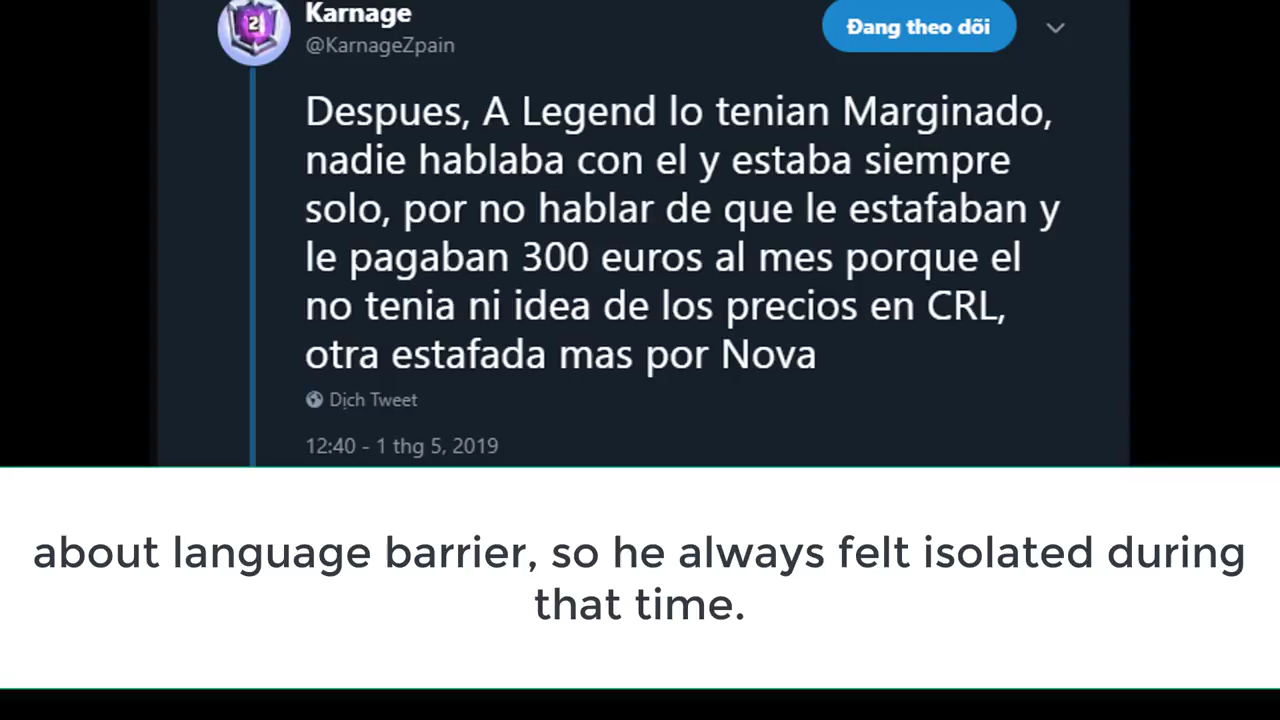 Karnage
@KarnageZpain
Đang theo dõi
Despues, A Legend lo tenian Marginado,
nadie hablaba con el y estaba siempre
solo, por no hablar de que le estafaban y
le pagaban 300 euros al mes porque el
no tenia ni idea de los precios en CRL,
otra estafada mas por Nova
Dịch Tweet
12:40 - 1 thg 5, 2019
about language barrier, so he always felt isolated during
that time.